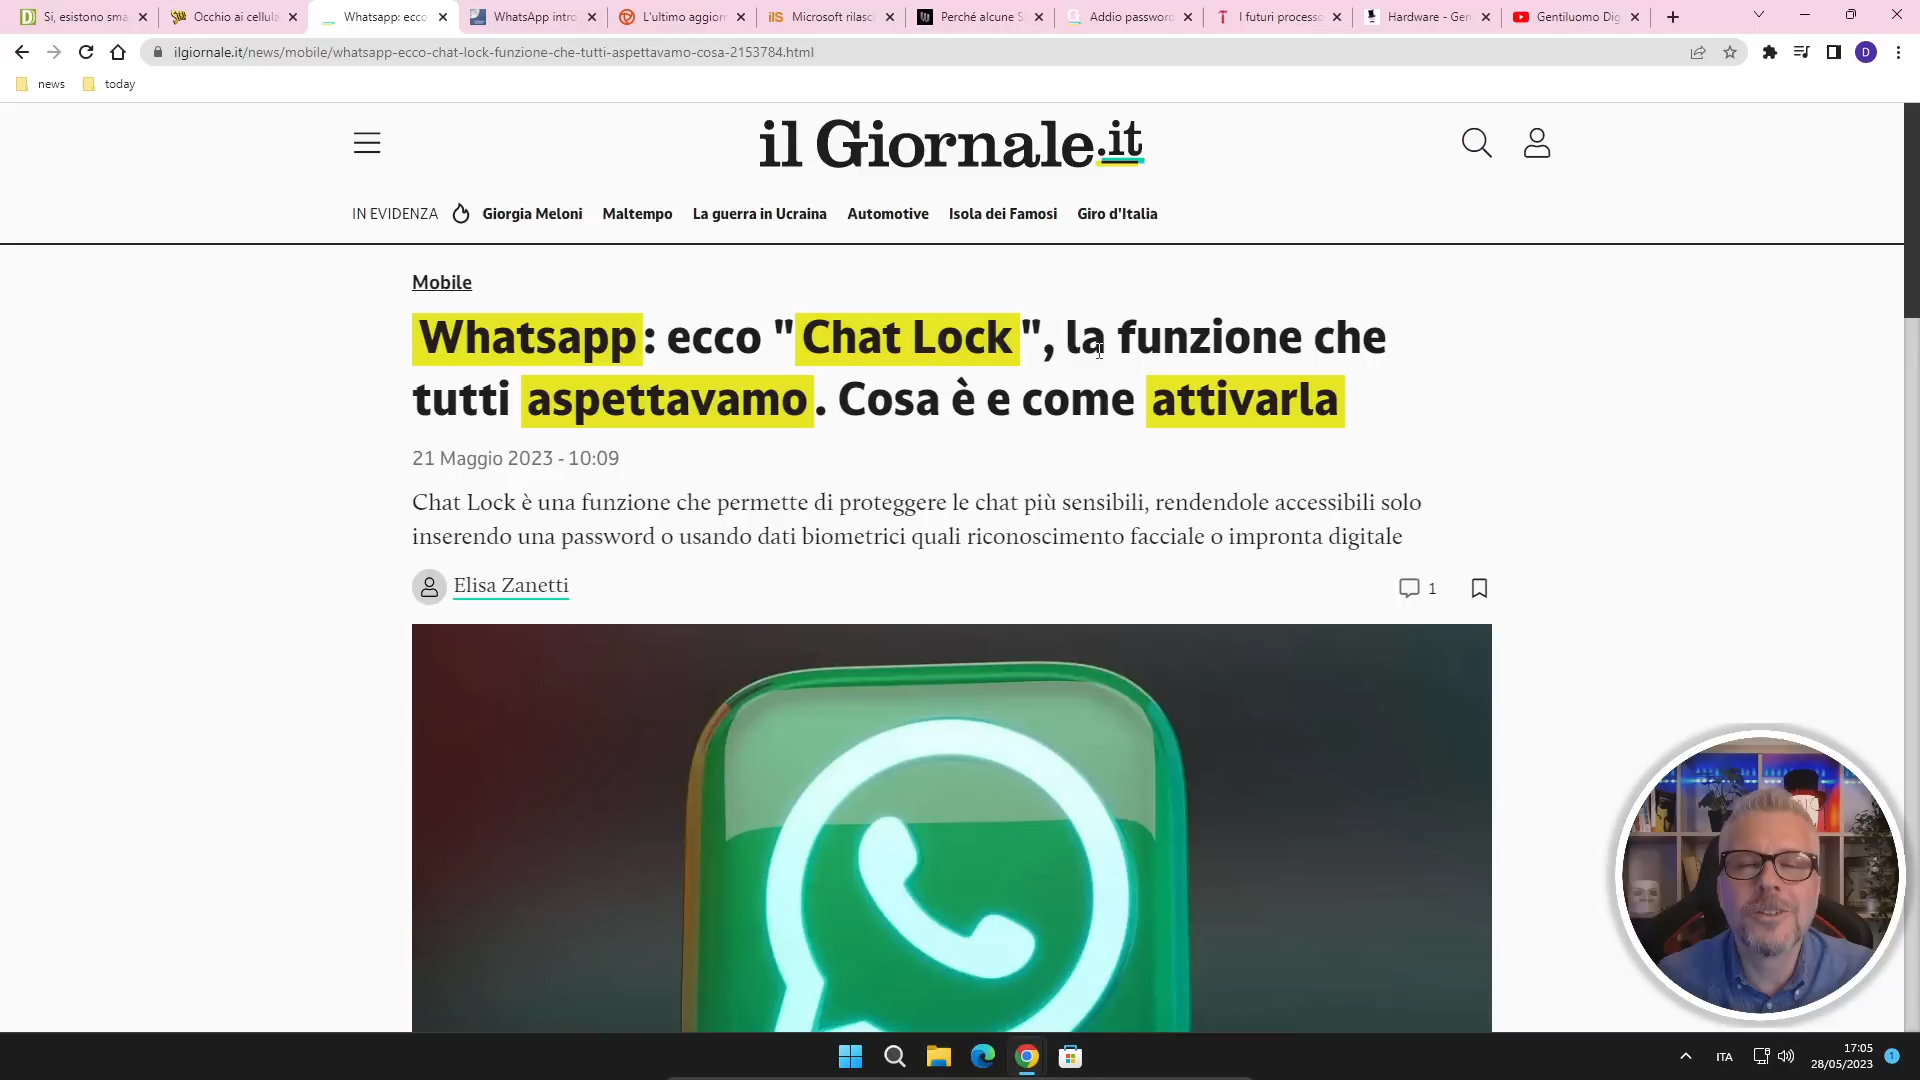 Sì, esistono sma
Occhio ai cellula
Whatsapp: ecco
WhatsApp intro
L'ultimo aggiorn
Microsoft rilasc
Perché alcune S
Addio password
I futuri processo
Hardware - Gen
Gentiluomo Dig
ilgiornale.it/news/mobile/whatsapp-ecco-chat-lock-funzione-che-tutti-aspettavamo-cosa-2153784.html
D
news
today
il Giornale.it
IN EVIDENZA Giorgia Meloni Maltempo La guerra in Ucraina Automotive Isola dei Famosi Giro d'Italia
Mobile
Whatsapp: ecco "Chat Lock", la funzione che
tutti aspettavamo. Cosa è e come attivarla
21 Maggio 2023 - 10:09
Chat Lock è una funzione che permette di proteggere le chat più sensibili, rendendole accessibili solo
inserendo una password o usando dati biometrici quali riconoscimento facciale o impronta digitale
Elisa Zanetti
1
ITA
17:05
28/05/2023
1